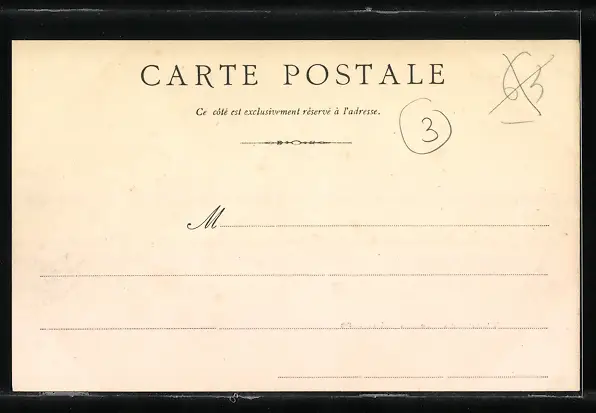 CARTE POSTALE
Ce côté est exclusivement réservé à l'adresse.
3
M